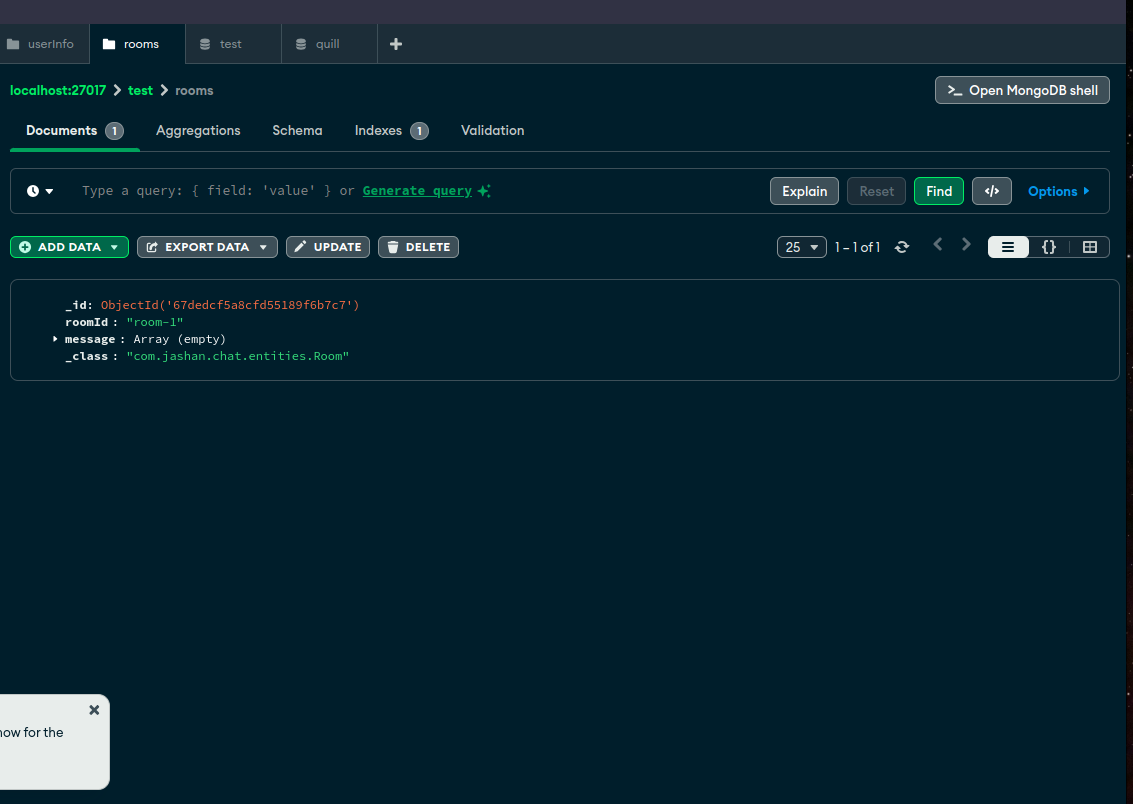 userInfo rooms test quill
localhost:27017 test rooms
>_ Open MongoDB shell
Documents 1 Aggregations Schema Indexes 1 Validation
Type a query: { field: 'value' } or Generate query
Explain Reset Find </> Options
ADD DATA EXPORT DATA UPDATE DELETE
25 1 – 1 of 1 {}
_id: ObjectId('67dedcf5a8cfd55189f6b7c7')
roomId : "room-1"
message : Array (empty)
_class : "com.jashan.chat.entities.Room"
now for the